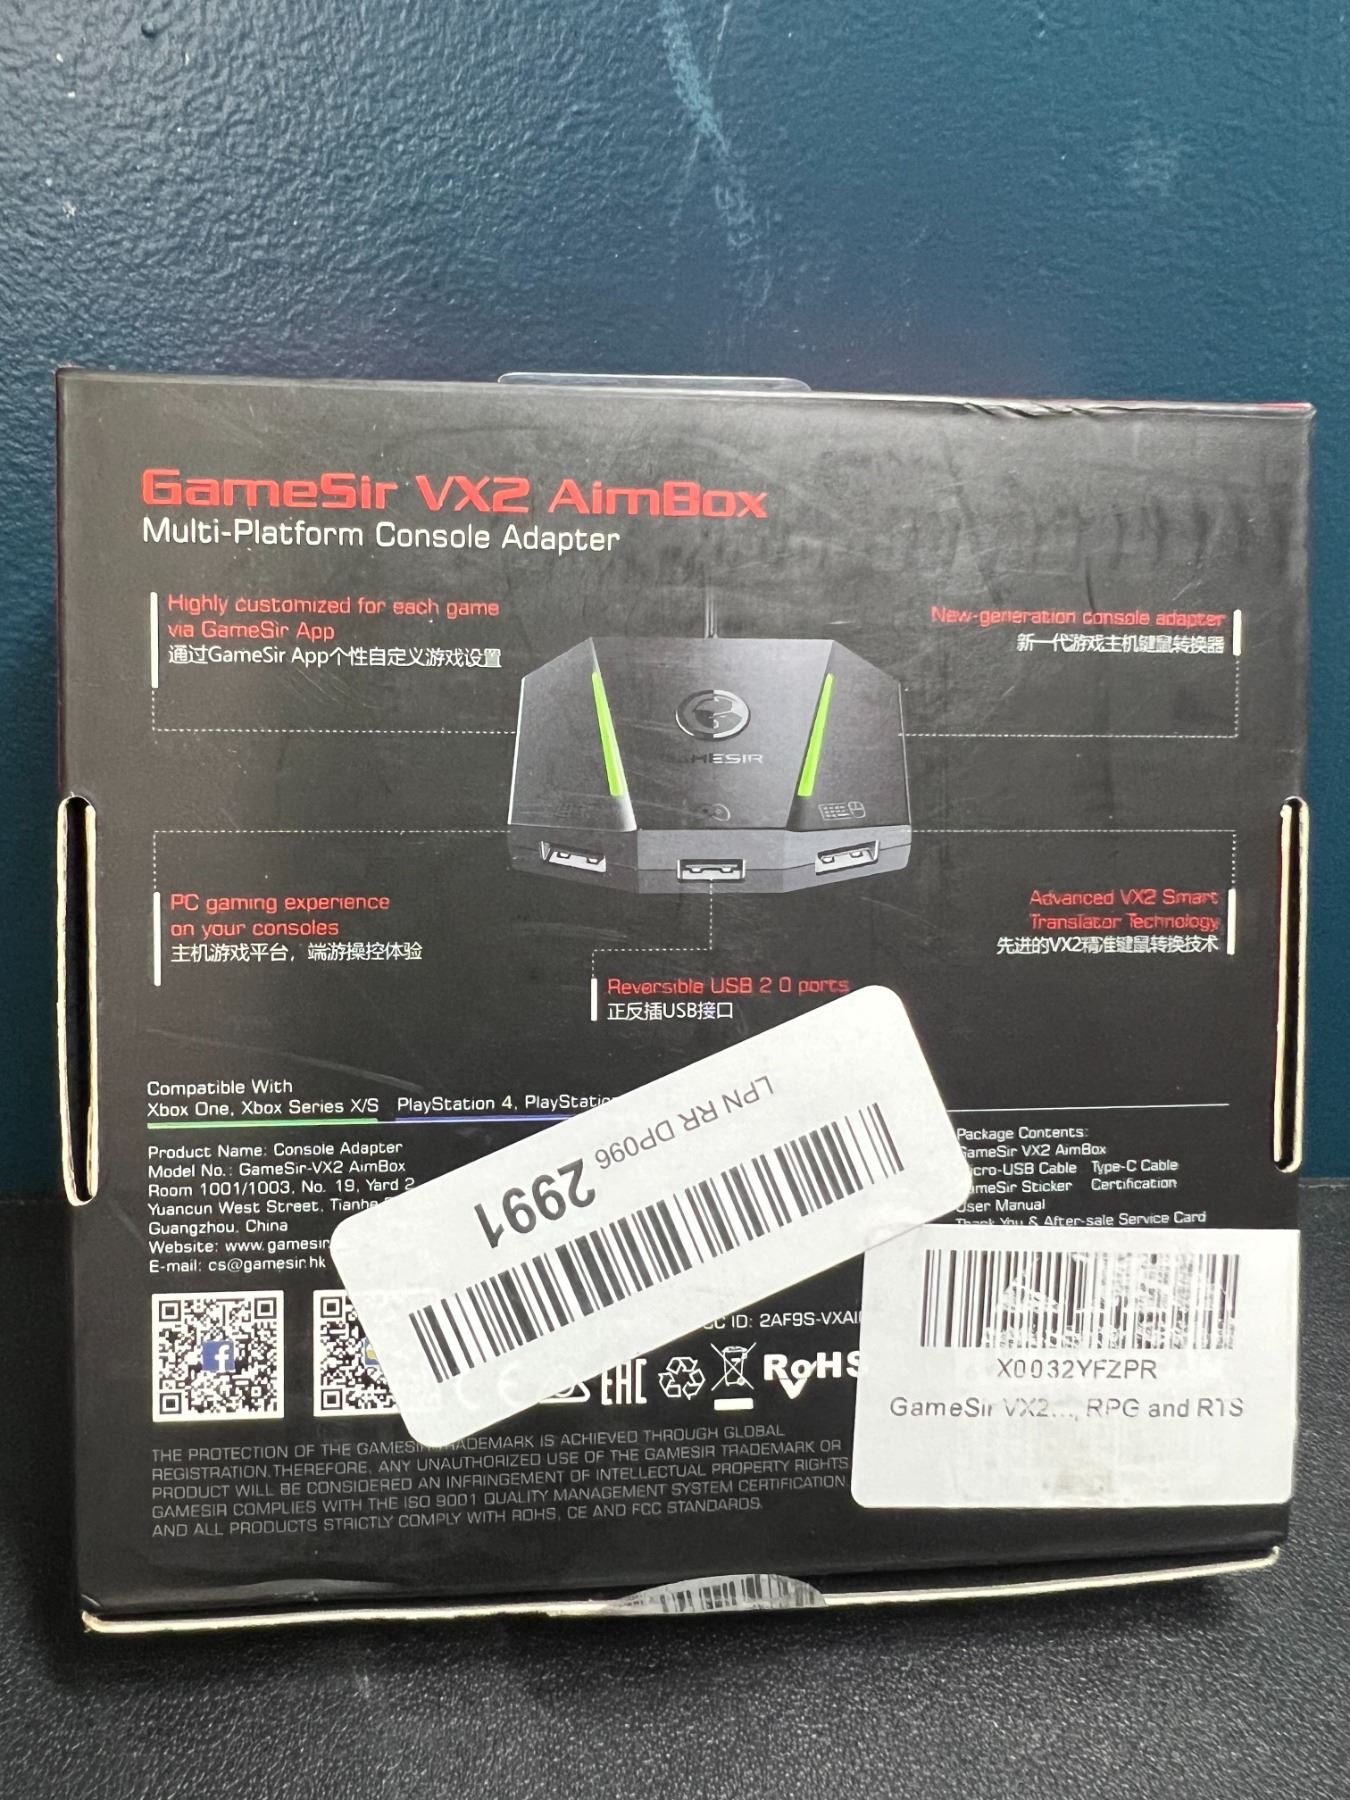 GameSir VX2 AimBox
Multi-Platform Console Adapter
Highly customized for each game
via GameSir App
通过GameSir App个性自定义游戏设置
New-generation console adapter
新一代游戏主机键鼠转换器
GAMESIR
PC gaming experience
on your consoles
主机游戏平台，端游操控体验
Advanced VX2 Smart
Translator Technology
先进的VX2精准键鼠转换技术
Reversible USB 2 0 ports
正反插USB接口
LPN RR DP096 2991
Compatible With
Xbox One, Xbox Series X/S PlayStation 4,
Product Name: Console Adapter
Model No.: GameSir-VX2 AimBox
Room 1001/1003, No. 19, Yard 2
Yuancun West Street,
Guangzhou, China
Website:
E-mail: cs@gamesir.hk
Package Contents:
GameSir VX2 AimBox
Cable Type-C Cable
Sticker Certification
User Manual
Thank You & After-sale Service Card
ID: 2AF9S-
EAC
RoHS
X0032YFZPR
GameSir VX2..., RPG and RTS
THE PROTECTION OF THE GAMESIR TRADEMARK IS ACHIEVED THROUGH GLOBAL
REGISTRATION. THEREFORE, ANY UNAUTHORIZED USE OF THE GAMESIR TRADEMARK OR
PRODUCT WILL BE CONSIDERED AN INFRINGEMENT OF INTELLECTUAL PROPERTY RIGHTS.
GAMESIR COMPLIES WITH THE ISO 9001 QUALITY MANAGEMENT SYSTEM CERTIFICATION
AND ALL PRODUCTS STRICTLY COMPLY WITH ROHS, CE AND FCC STANDARDS.